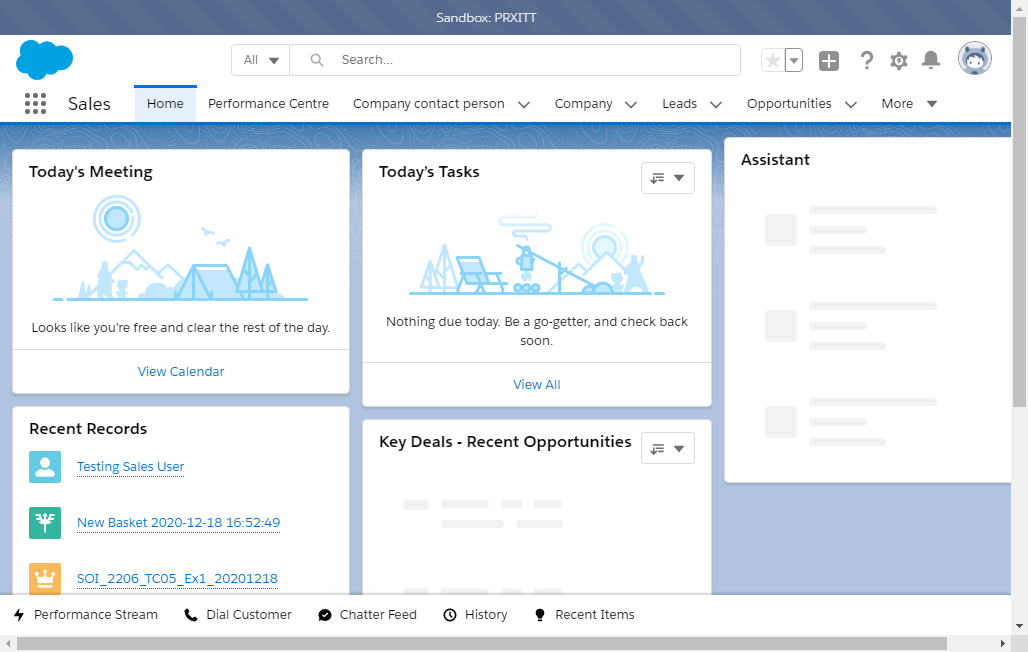 Sandbox: PRXITT
All
Search...
Sales
Home
Performance Centre
Company contact person
Company
Leads
Opportunities
More
Today's Meeting
Looks like you're free and clear the rest of the day.
View Calendar
Today’s Tasks
Nothing due today. Be a go-getter, and check back
soon.
View All
Assistant
Recent Records
Testing Sales User
New Basket 2020-12-18 16:52:49
SOI_2206_TC05_Ex1_20201218
Key Deals - Recent Opportunities
Performance Stream
Dial Customer
Chatter Feed
History
Recent Items